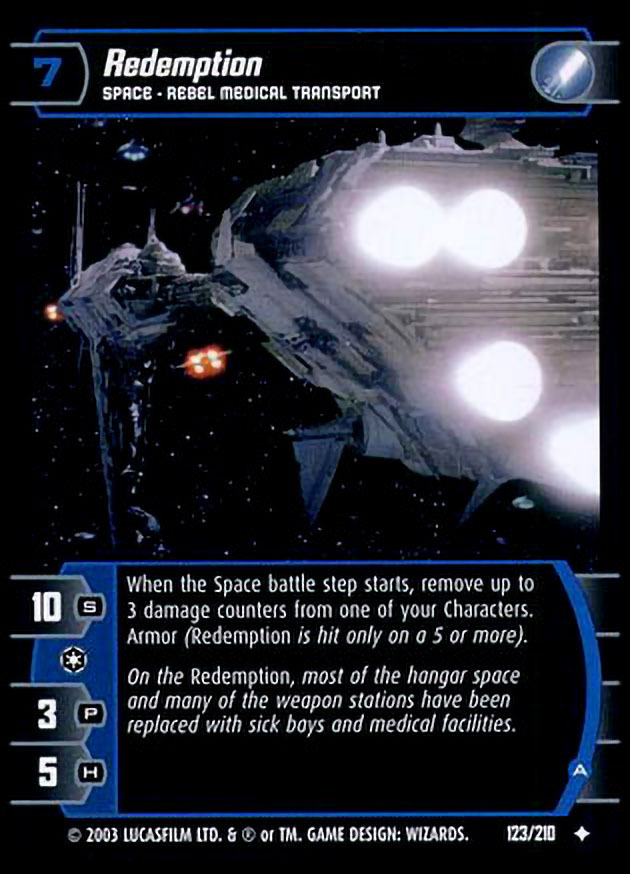 7
Redemption
SPACE - REBEL MEDICAL TRANSPORT
When the Space battle step starts, remove up to
3 damage counters from one of your Characters.
Armor (Redemption is hit only on a 5 or more).
On the Redemption, most of the hangar space
and many of the weapon stations have been
replaced with sick bays and medical facilities.
10 S
3 P
5 H
A
© 2003 LUCASFILM LTD. & ® or TM. GAME DESIGN: WIZARDS. 123/210